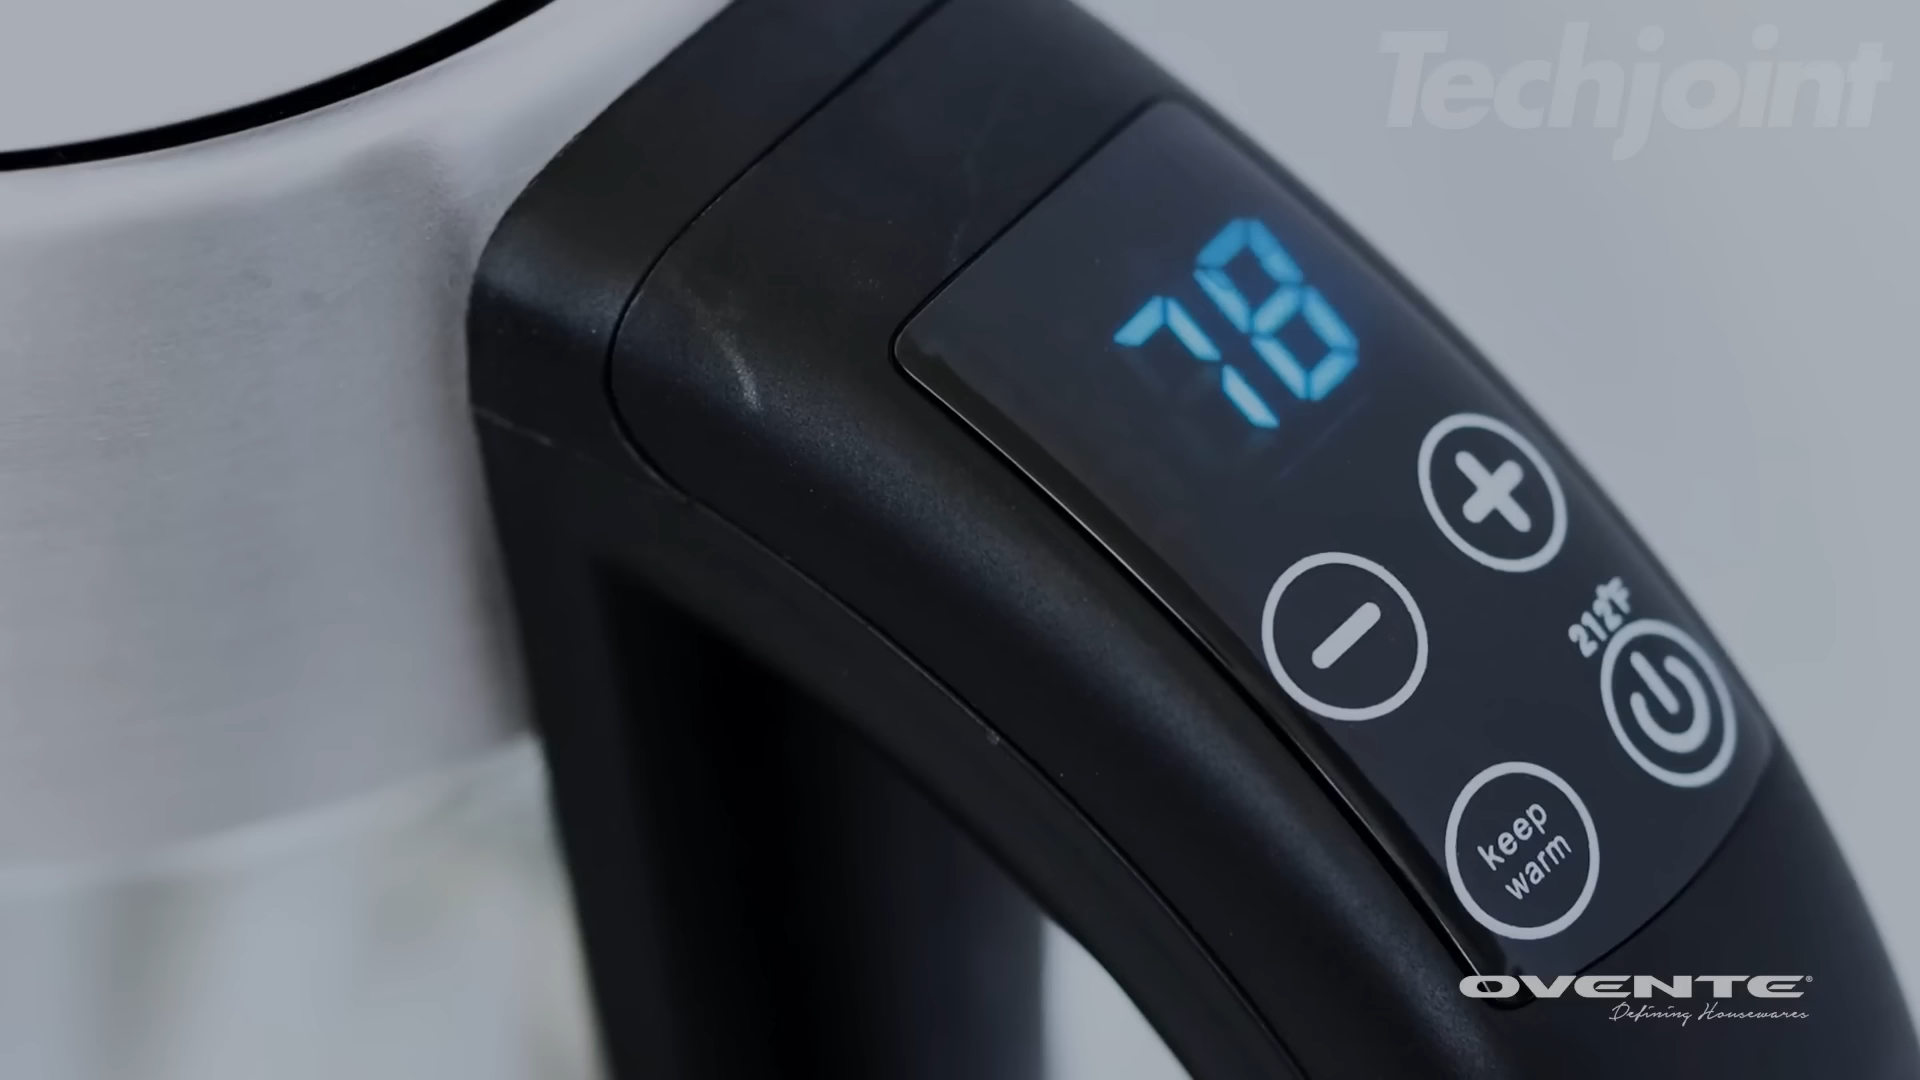 Techjoint
78
212°F
keep
warm
OVENTE®
Defining Housewares